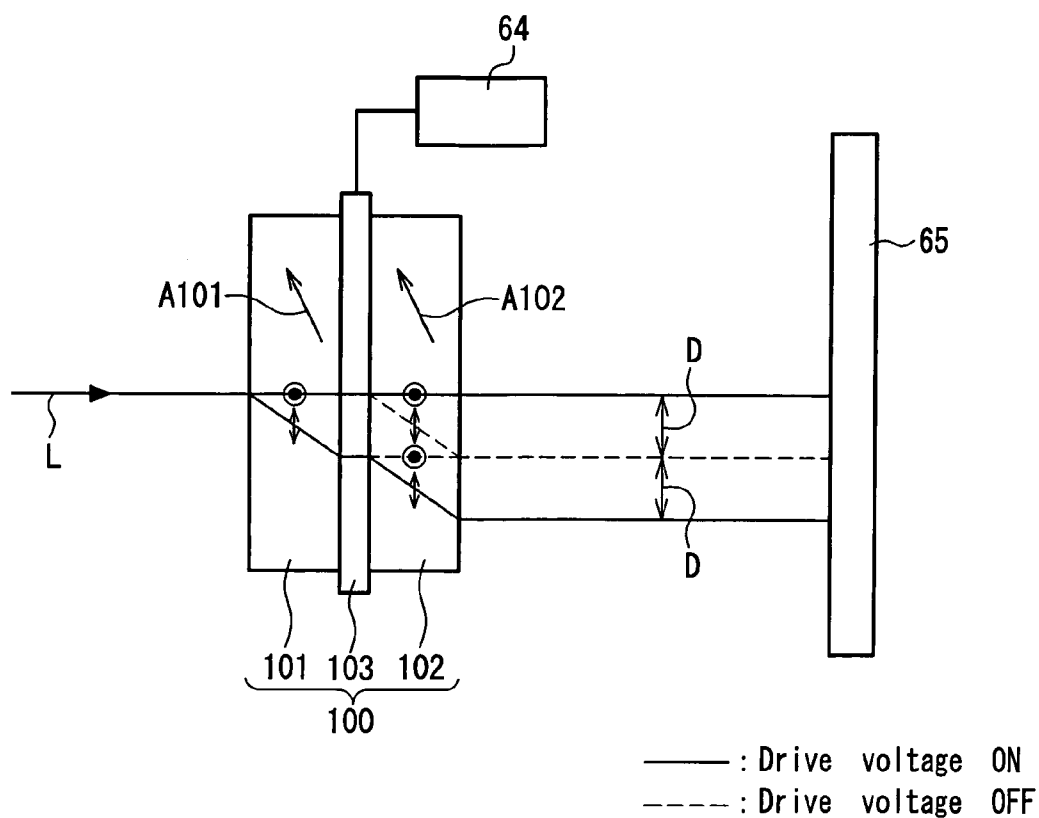 64
65
A101
A102
D
L
D
101 103 102
100
: Drive voltage ON
: Drive voltage OFF